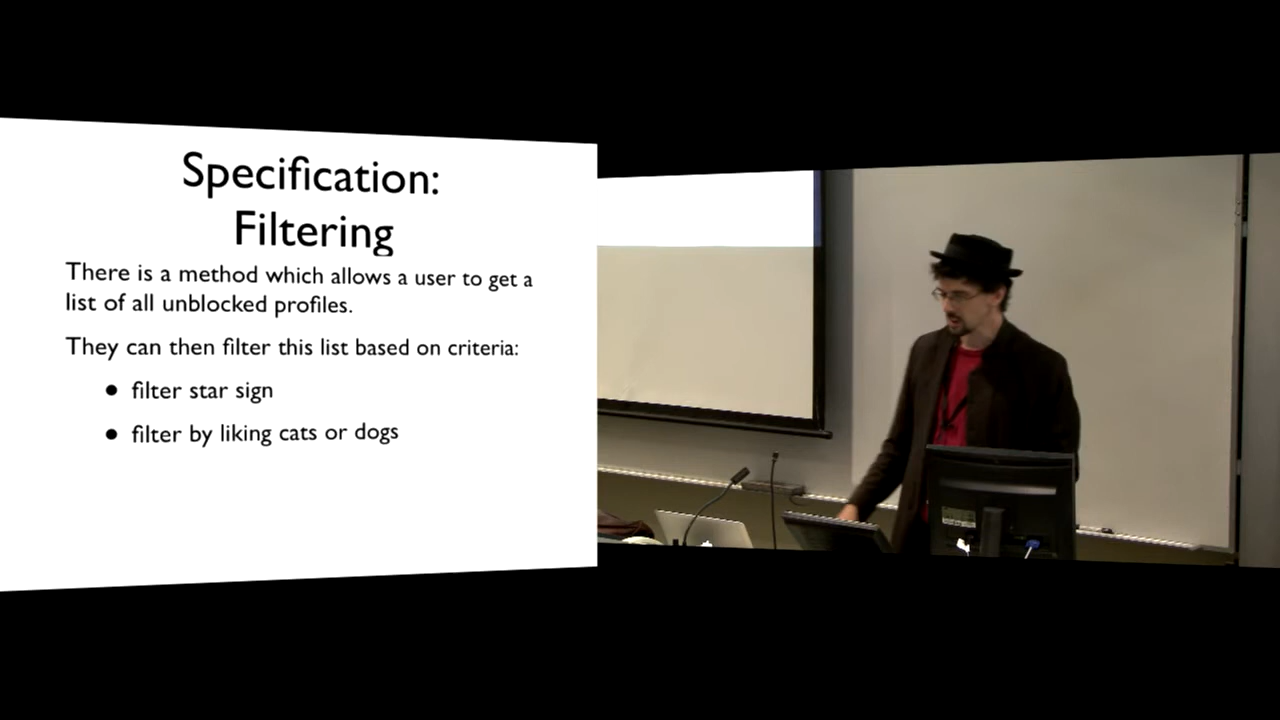 Specification:
Filtering
There is a method which allows a user to get a
list of all unblocked profiles.
They can then filter this list based on criteria:
● filter star sign
● filter by liking cats or dogs